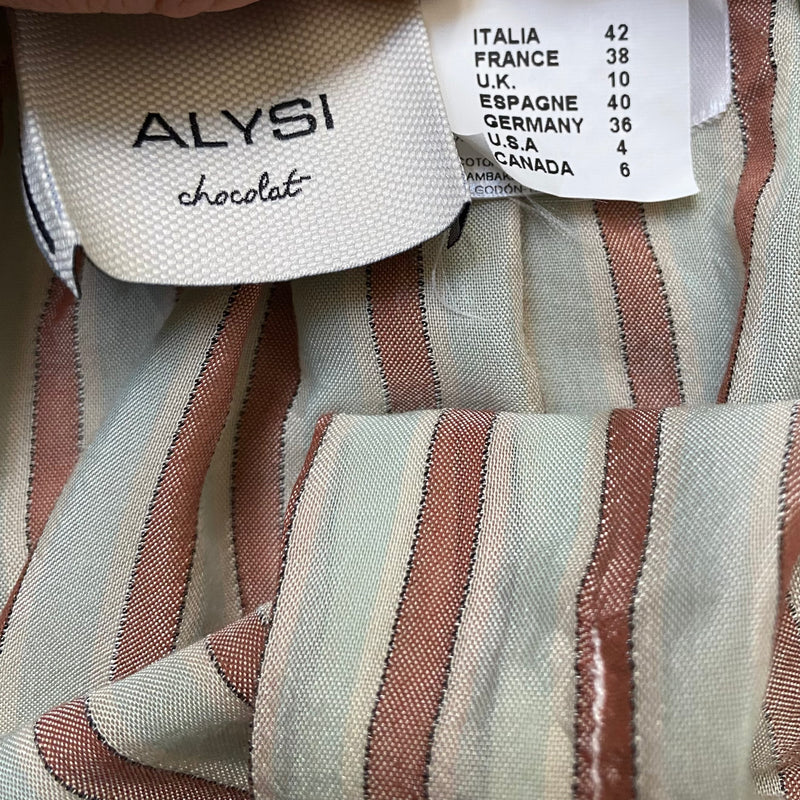 ALYSI
chocolat
ITALIA 42
FRANCE 38
U.K. 10
ESPAGNE 40
GERMANY 36
U.S.A 4
CANADA 6